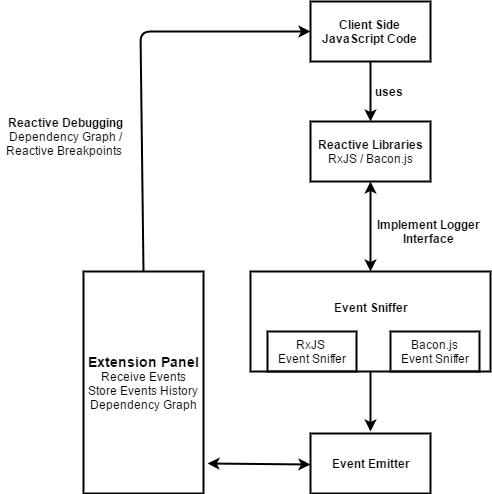 Client Side
JavaScript Code
uses
Reactive Debugging
Dependency Graph /
Reactive Breakpoints
Reactive Libraries
RxJS / Bacon.js
Implement Logger
Interface
Event Sniffer
RxJS
Event Sniffer
Bacon.js
Event Sniffer
Extension Panel
Receive Events
Store Events History
Dependency Graph
Event Emitter